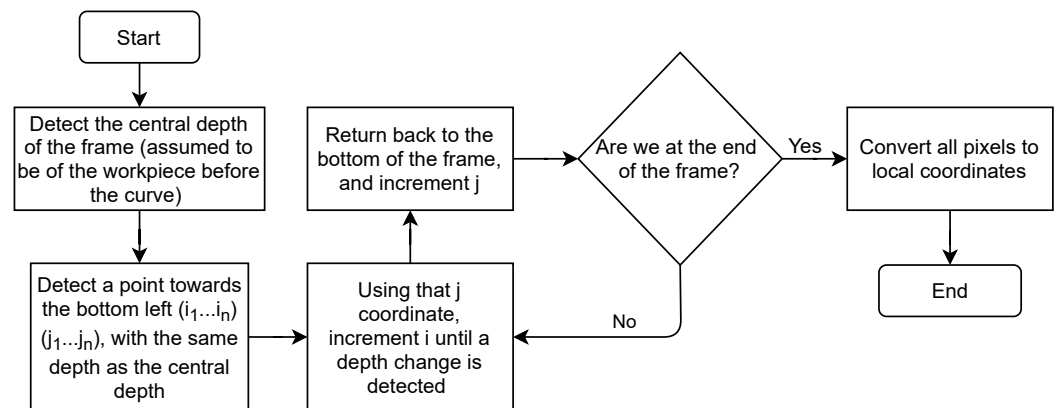 Start
Detect the central depth
of the frame (assumed to
be of the workpiece before
the curve)
Detect a point towards
the bottom left (i1...in)
(j1...jn), with the same
depth as the central
depth
Using that j
coordinate,
increment i until a
depth change is
detected
Return back to the
bottom of the frame,
and increment j
Are we at the end
of the frame?
Yes
No
Convert all pixels to
local coordinates
End